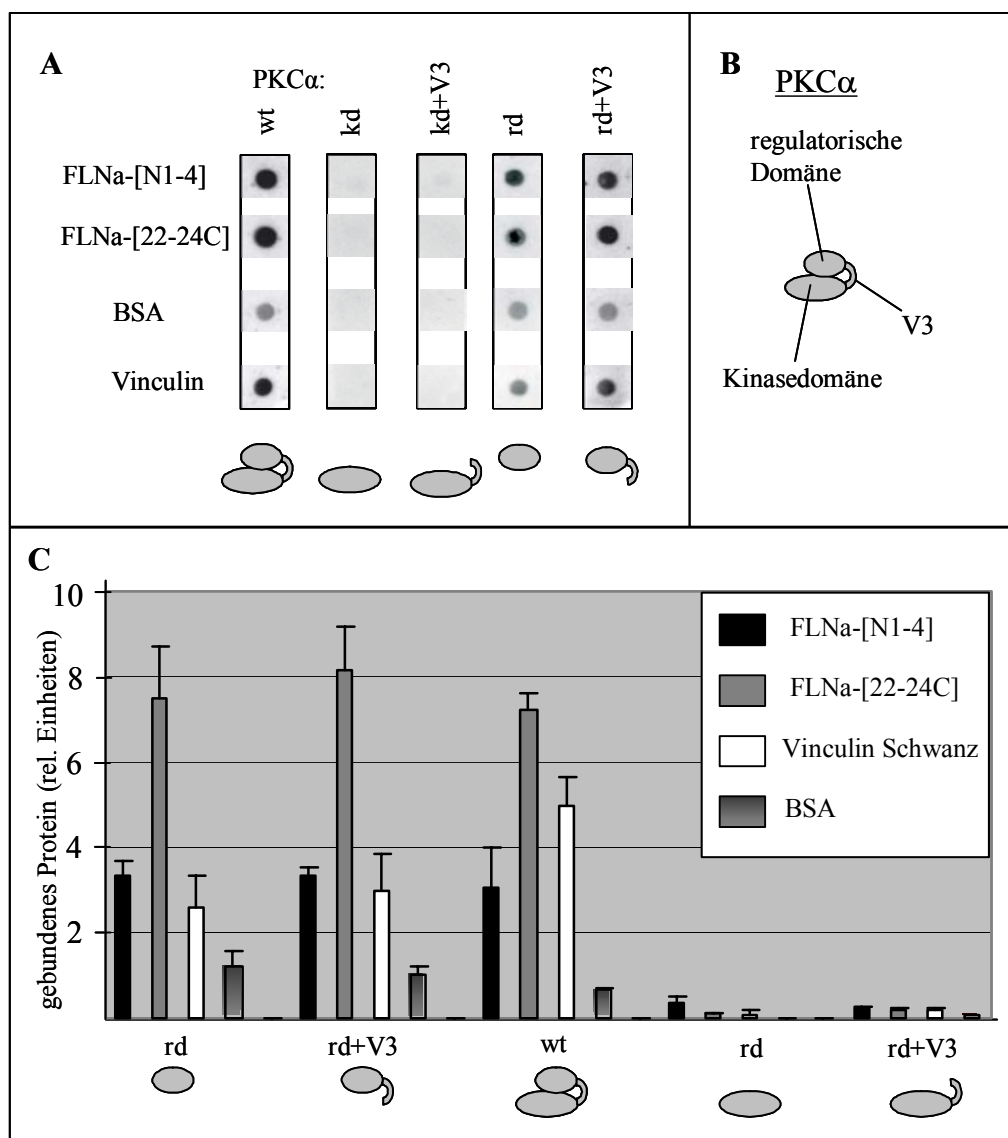 A
PKCα:
wt
kd
kd+V3
rd
rd+V3
FLNa-[N1-4]
FLNa-[22-24C]
BSA
Vinculin
B
PKCα
regulatorische
Domäne
V3
Kinasedomäne
C
gebundenes Protein (rel. Einheiten)
10
8
6
4
2
FLNa-[N1-4]
FLNa-[22-24C]
Vinculin Schwanz
BSA
rd
rd+V3
wt
rd
rd+V3